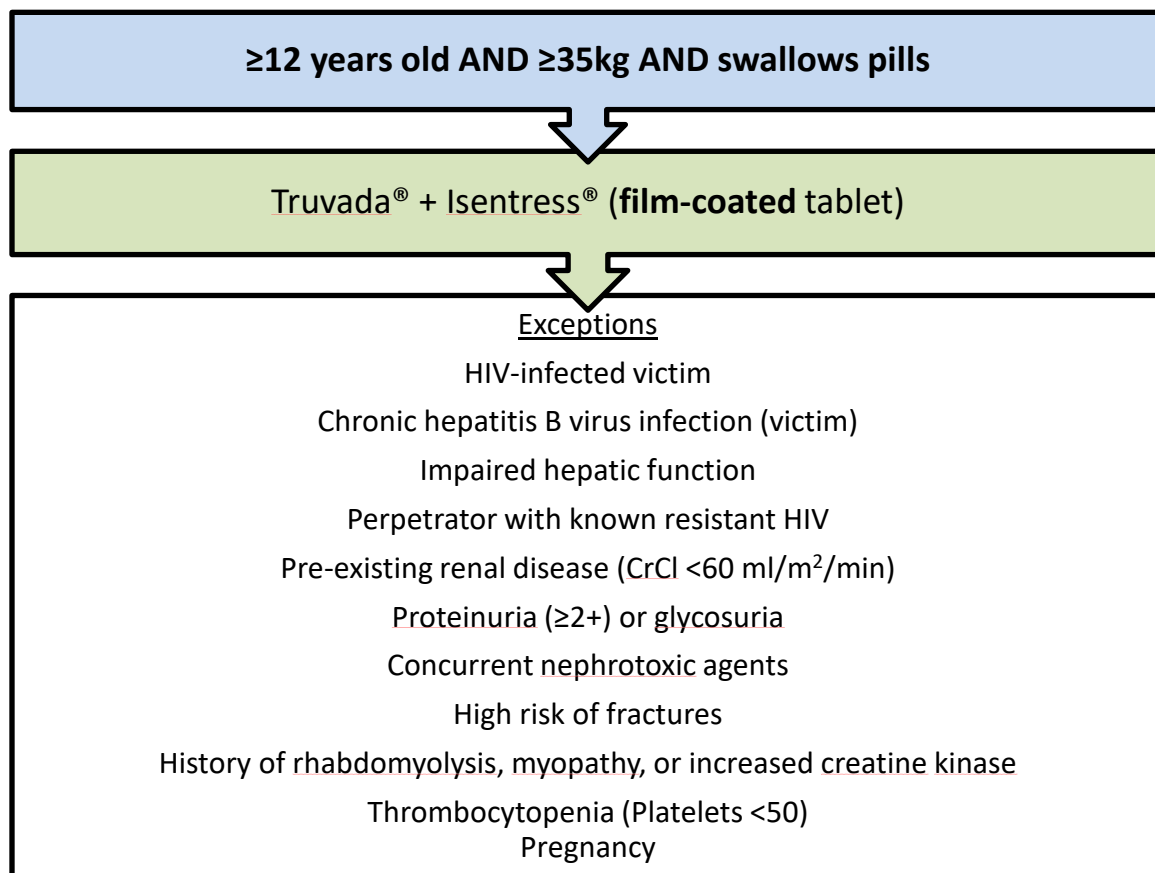 ≥12 years old AND ≥35kg AND swallows pills
Truvada® + Isentress® (film-coated tablet)
Exceptions
HIV-infected victim
Chronic hepatitis B virus infection (victim)
Impaired hepatic function
Perpetrator with known resistant HIV
Pre-existing renal disease (CrCl <60 ml/m²/min)
Proteinuria (≥2+) or glycosuria
Concurrent nephrotoxic agents
High risk of fractures
History of rhabdomyolysis, myopathy, or increased creatine kinase
Thrombocytopenia (Platelets <50)
Pregnancy